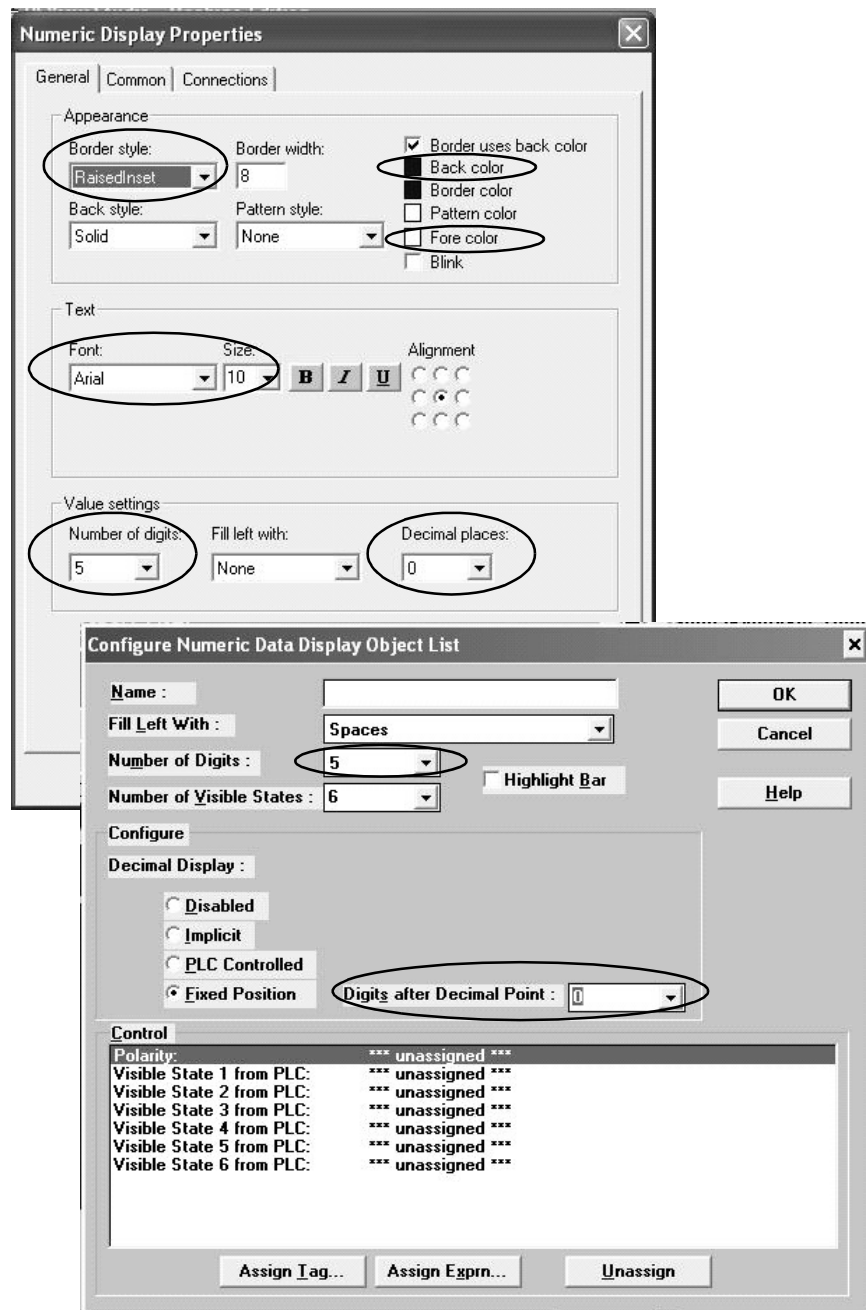 Numeric Display Properties
General Common Connections
Appearance
Border style: Border width: Border uses back color
RaisedInset 8 Back color
Border color
Back style: Pattern style: Pattern color
Solid None Fore color
Blink
Text
Font: Size: Alignment
Arial 10 B I U
Value settings
Number of digits: Fill left with: Decimal places:
5 None 0
Configure Numeric Data Display Object List
Name : OK
Fill Left With : Spaces Cancel
Number of Digits : 5
Highlight Bar
Number of Visible States : 6 Help
Configure
Decimal Display :
Disabled
Implicit
PLC Controlled
Fixed Position Digits after Decimal Point : 0
Control
Polarity: *** unassigned ***
Visible State 1 from PLC: *** unassigned ***
Visible State 2 from PLC: *** unassigned ***
Visible State 3 from PLC: *** unassigned ***
Visible State 4 from PLC: *** unassigned ***
Visible State 5 from PLC: *** unassigned ***
Visible State 6 from PLC: *** unassigned ***
Assign Tag... Assign Exprn... Unassign